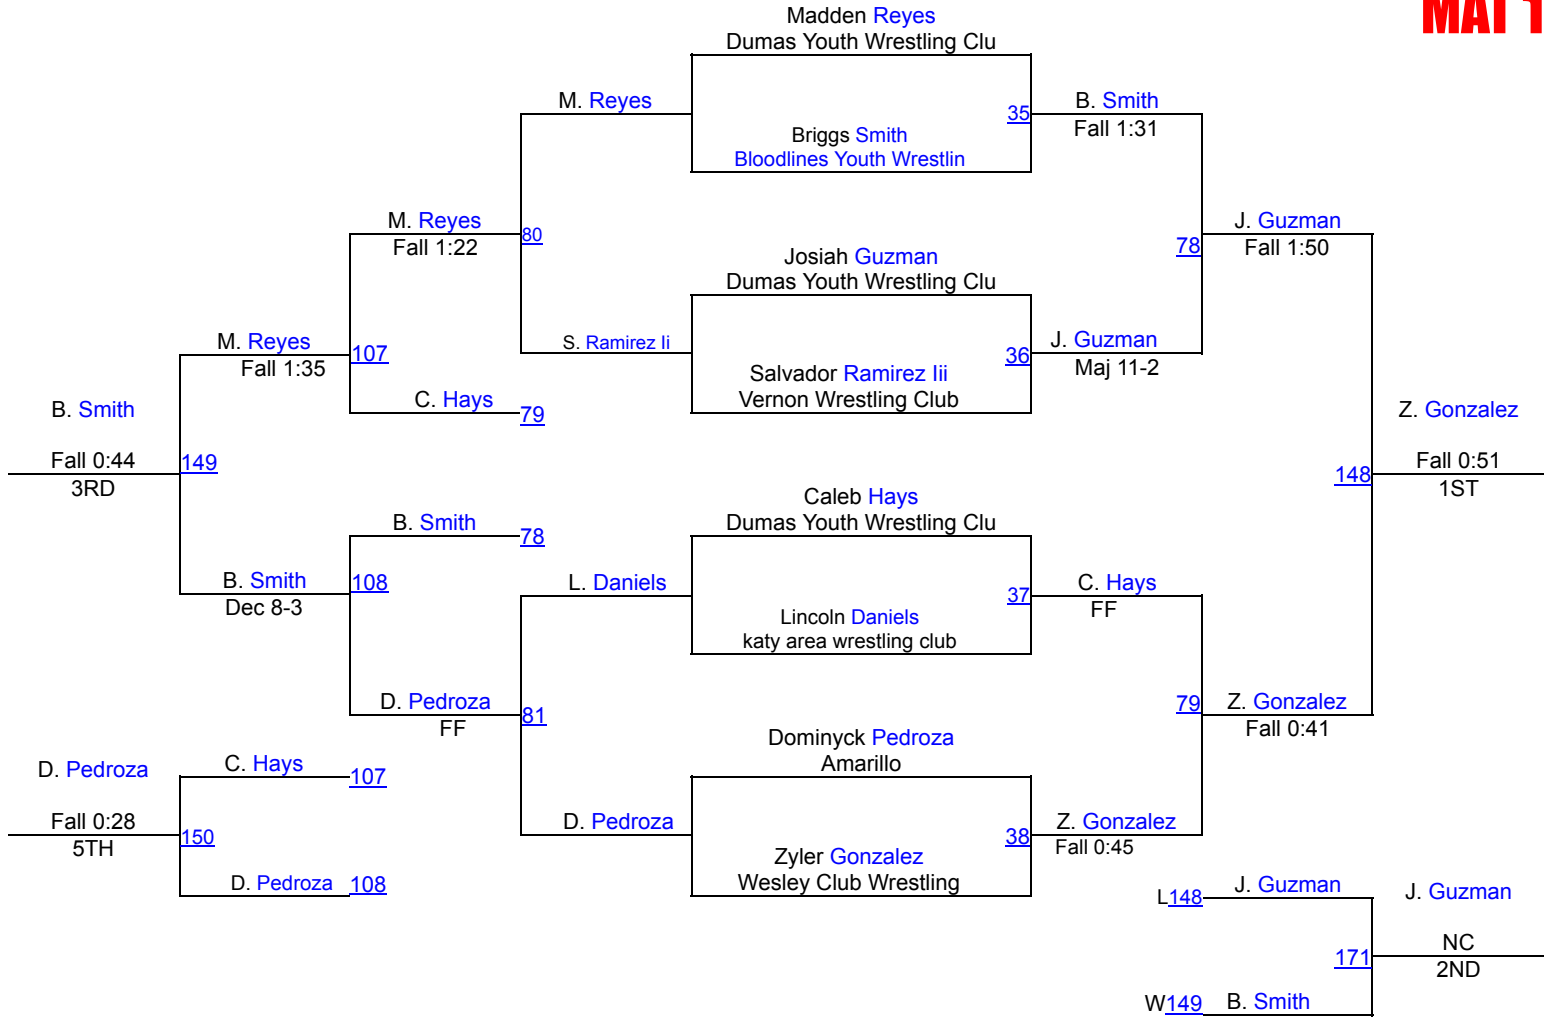 MAT 1
Madden Reyes
Dumas Youth Wrestling Clu
M. Reyes
35
B. Smith
Fall 1:31
Briggs Smith
Bloodlines Youth Wrestlin
M. Reyes
Fall 1:22
80
J. Guzman
Fall 1:50
78
Josiah Guzman
Dumas Youth Wrestling Clu
M. Reyes
Fall 1:35
107
S. Ramirez Ii
36
J. Guzman
Maj 11-2
Salvador Ramirez Iii
Vernon Wrestling Club
C. Hays
79
B. Smith
Fall 0:44
3RD
149
Z. Gonzalez
Fall 0:51
1ST
148
Caleb Hays
Dumas Youth Wrestling Clu
B. Smith
78
B. Smith
Dec 8-3
108
L. Daniels
37
C. Hays
FF
Lincoln Daniels
katy area wrestling club
D. Pedroza
FF
81
79
Z. Gonzalez
Fall 0:41
Dominyck Pedroza
Amarillo
D. Pedroza
Fall 0:28
5TH
C. Hays
107
150
D. Pedroza
108
D. Pedroza
38
Z. Gonzalez
Fall 0:45
Zyler Gonzalez
Wesley Club Wrestling
L148
J. Guzman
J. Guzman
NC
2ND
171
W149
B. Smith